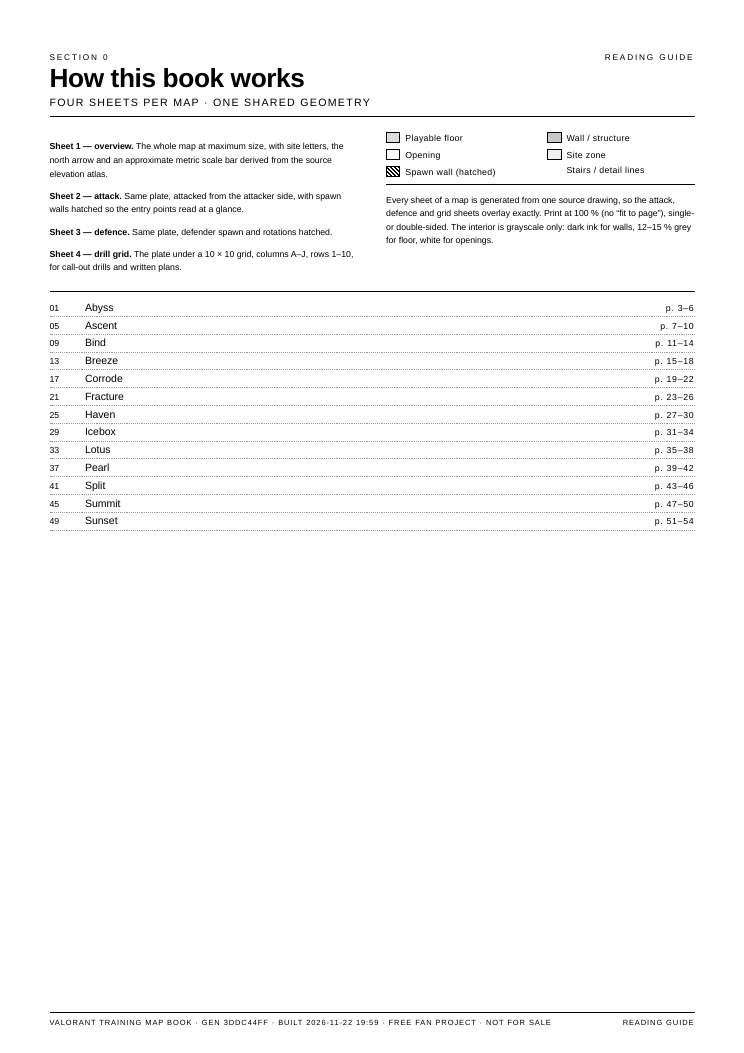 SECTION 0
READING GUIDE
How this book works
FOUR SHEETS PER MAP · ONE SHARED GEOMETRY
Sheet 1 — overview. The whole map at maximum size, with site letters, the
north arrow and an approximate metric scale bar derived from the source
elevation atlas.
Sheet 2 — attack. Same plate, attacked from the attacker side, with spawn
walls hatched so the entry points read at a glance.
Sheet 3 — defence. Same plate, defender spawn and rotations hatched.
Sheet 4 — drill grid. The plate under a 10 × 10 grid, columns A–J, rows 1–10,
for call-out drills and written plans.
Playable floor
Wall / structure
Opening
Site zone
Spawn wall (hatched)
Stairs / detail lines
Every sheet of a map is generated from one source drawing, so the attack,
defence and grid sheets overlay exactly. Print at 100 % (no “fit to page”), single-
or double-sided. The interior is grayscale only: dark ink for walls, 12–15 % grey
for floor, white for openings.
01 Abyss p. 3–6
05 Ascent p. 7–10
09 Bind p. 11–14
13 Breeze p. 15–18
17 Corrode p. 19–22
21 Fracture p. 23–26
25 Haven p. 27–30
29 Icebox p. 31–34
33 Lotus p. 35–38
37 Pearl p. 39–42
41 Split p. 43–46
45 Summit p. 47–50
49 Sunset p. 51–54
VALORANT TRAINING MAP BOOK · GEN 3DDC44FF · BUILT 2026-11-22 19:59 · FREE FAN PROJECT · NOT FOR SALE
READING GUIDE